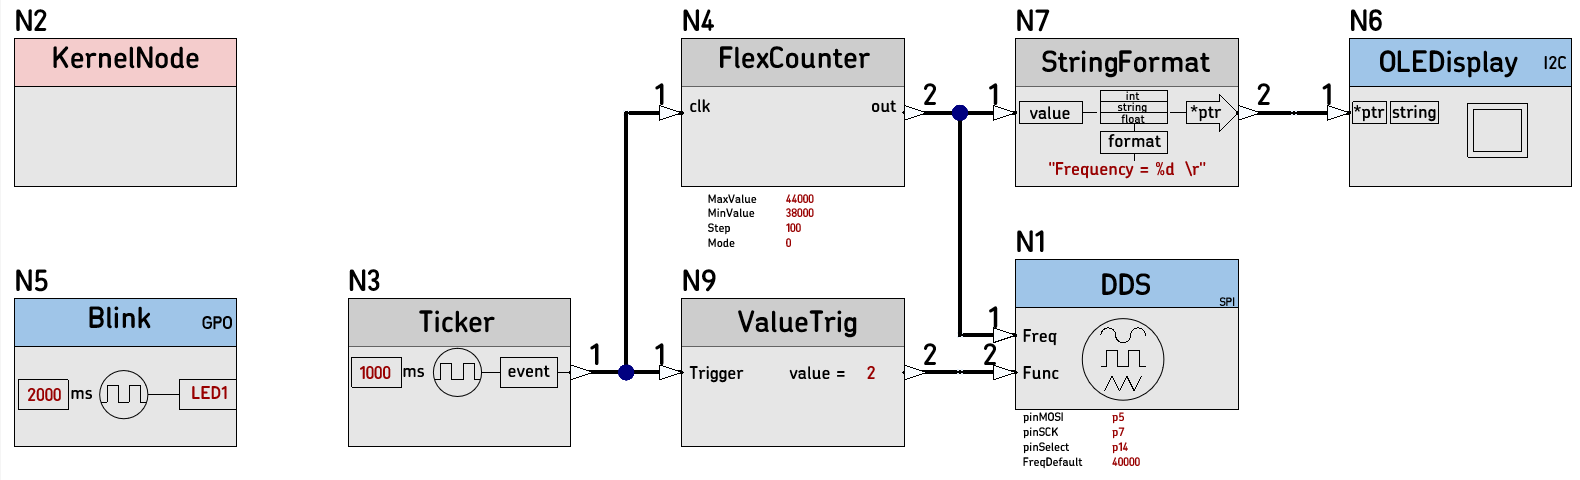 N2
KernelNode
N4
FlexCounter
1
clk
out
2
MaxValue 44000
MinValue 38000
Step 100
Mode 0
N7
StringFormat
1
value
int
string
float
*ptr
format
"Frequency = %d \r"
2
N6
OLEDisplay I2C
1
*ptr string
N5
Blink GPO
2000 ms LED1
N3
Ticker
1000 ms event
1
N9
ValueTrig
1
Trigger value = 2
2
N1
DDS
SPI
1
Freq
2
Func
pinMOSI p5
pinSCK p7
pinSelect p14
FreqDefault 40000